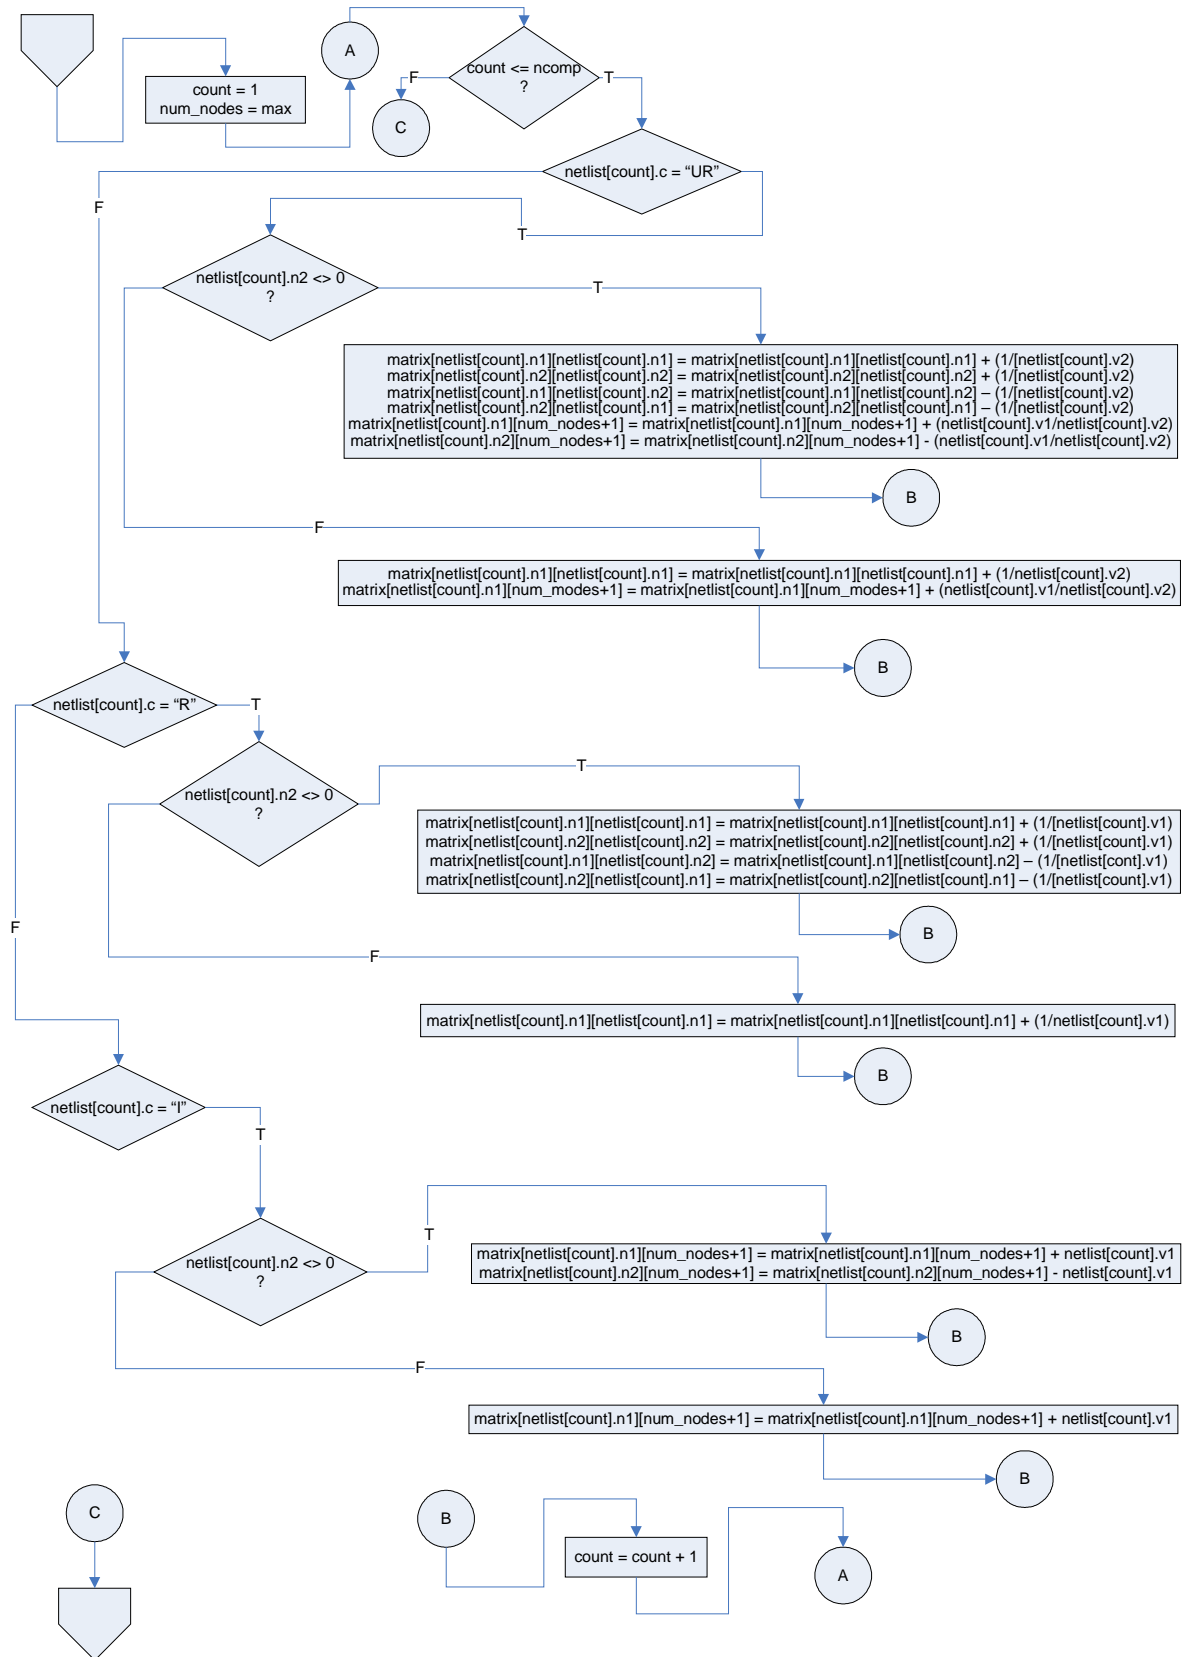 A
count = 1
num_nodes = max
count <= ncomp
?
F
T
C
netlist[count].c = “UR”
F
T
netlist[count].n2 <> 0
?
T
matrix[netlist[count].n1][netlist[count].n1] = matrix[netlist[count].n1][netlist[count].n1] + (1/[netlist[count].v2)
matrix[netlist[count].n2][netlist[count].n2] = matrix[netlist[count].n2][netlist[count].n2] + (1/[netlist[count].v2)
matrix[netlist[count].n1][netlist[count].n2] = matrix[netlist[count].n1][netlist[count].n2] – (1/[netlist[count].v2)
matrix[netlist[count].n2][netlist[count].n1] = matrix[netlist[count].n2][netlist[count].n1] – (1/[netlist[count].v2)
matrix[netlist[count].n1][num_nodes+1] = matrix[netlist[count].n1][num_nodes+1] + (netlist[count].v1/netlist[count].v2)
matrix[netlist[count].n2][num_nodes+1] = matrix[netlist[count].n2][num_nodes+1] - (netlist[count].v1/netlist[count].v2)
B
F
matrix[netlist[count].n1][netlist[count].n1] = matrix[netlist[count].n1][netlist[count].n1] + (1/netlist[count].v2)
matrix[netlist[count].n1][num_modes+1] = matrix[netlist[count].n1][num_modes+1] + (netlist[count].v1/netlist[count].v2)
B
netlist[count].c = “R”
T
netlist[count].n2 <> 0
?
T
matrix[netlist[count].n1][netlist[count].n1] = matrix[netlist[count].n1][netlist[count].n1] + (1/[netlist[count].v1)
matrix[netlist[count].n2][netlist[count].n2] = matrix[netlist[count].n2][netlist[count].n2] + (1/[netlist[count].v1)
matrix[netlist[count].n1][netlist[count].n2] = matrix[netlist[count].n1][netlist[count].n2] – (1/[netlist[cont].v1)
matrix[netlist[count].n2][netlist[count].n1] = matrix[netlist[count].n2][netlist[count].n1] – (1/[netlist[count].v1)
F
B
F
matrix[netlist[count].n1][netlist[count].n1] = matrix[netlist[count].n1][netlist[count].n1] + (1/netlist[count].v1)
B
netlist[count].c = “I”
T
netlist[count].n2 <> 0
?
T
matrix[netlist[count].n1][num_nodes+1] = matrix[netlist[count].n1][num_nodes+1] + netlist[count].v1
matrix[netlist[count].n2][num_nodes+1] = matrix[netlist[count].n2][num_nodes+1] - netlist[count].v1
B
F
matrix[netlist[count].n1][num_nodes+1] = matrix[netlist[count].n1][num_nodes+1] + netlist[count].v1
B
C
B
count = count + 1
A